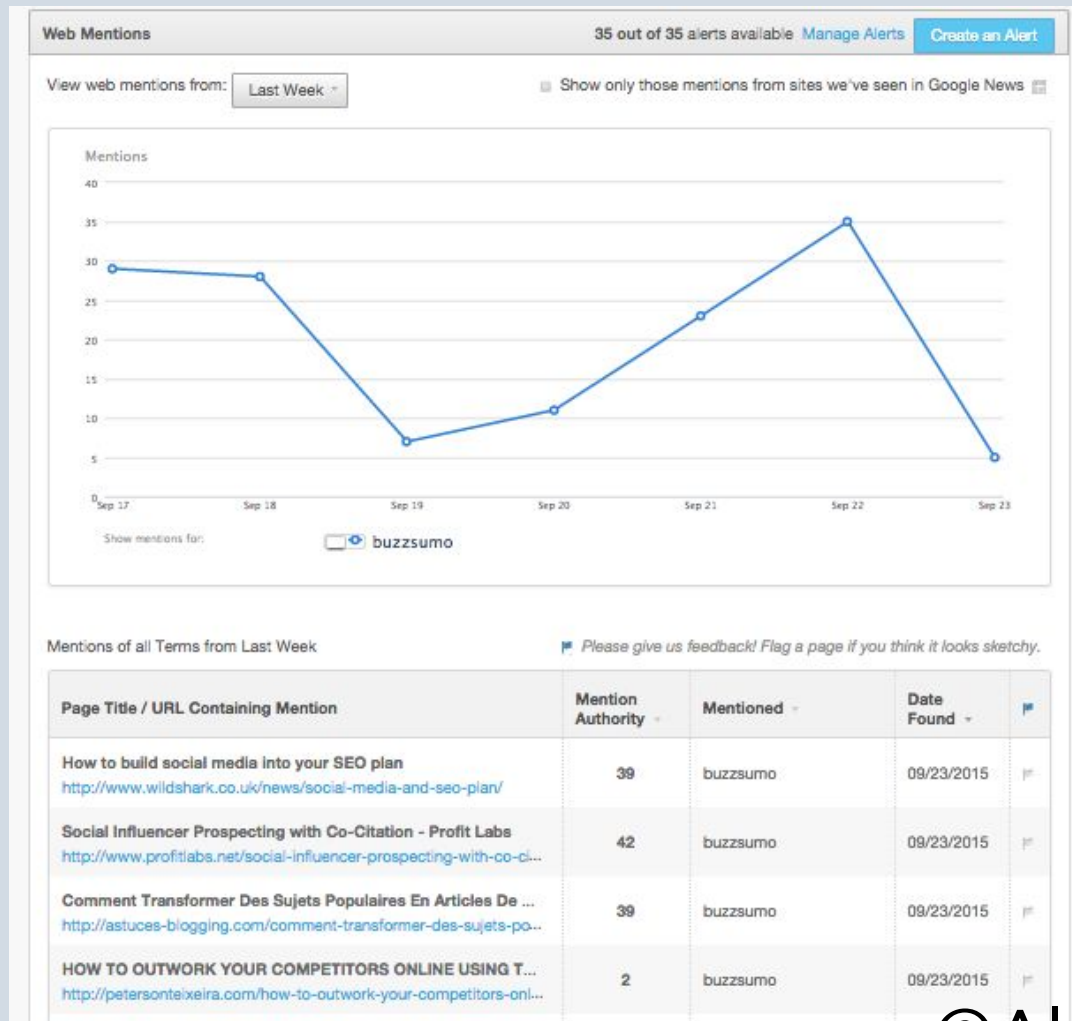 Web Mentions 35 out of 35 alerts available Manage Alerts Create an Alert
View web mentions from: Last Week Show only those mentions from sites we've seen in Google News
Mentions
40
35
30
25
20
15
10
5
0
Sep 17 Sep 18 Sep 19 Sep 20 Sep 21 Sep 22 Sep 23
Show mentions for: buzzsumo
Mentions of all Terms from Last Week Please give us feedback! Flag a page if you think it looks sketchy.
Page Title / URL Containing Mention Mention Authority Mentioned Date Found
How to build social media into your SEO plan
http://www.wildshark.co.uk/news/social-media-and-seo-plan/
39 buzzsumo 09/23/2015
Social Influencer Prospecting with Co-Citation - Profit Labs
http://www.profitlabs.net/social-influencer-prospecting-with-co-ci...
42 buzzsumo 09/23/2015
Comment Transformer Des Sujets Populaires En Articles De ...
http://astuces-blogging.com/comment-transformer-des-sujets-po...
39 buzzsumo 09/23/2015
HOW TO OUTWORK YOUR COMPETITORS ONLINE USING T...
http://petersonteixeira.com/how-to-outwork-your-competitors-onl...
2 buzzsumo 09/23/2015